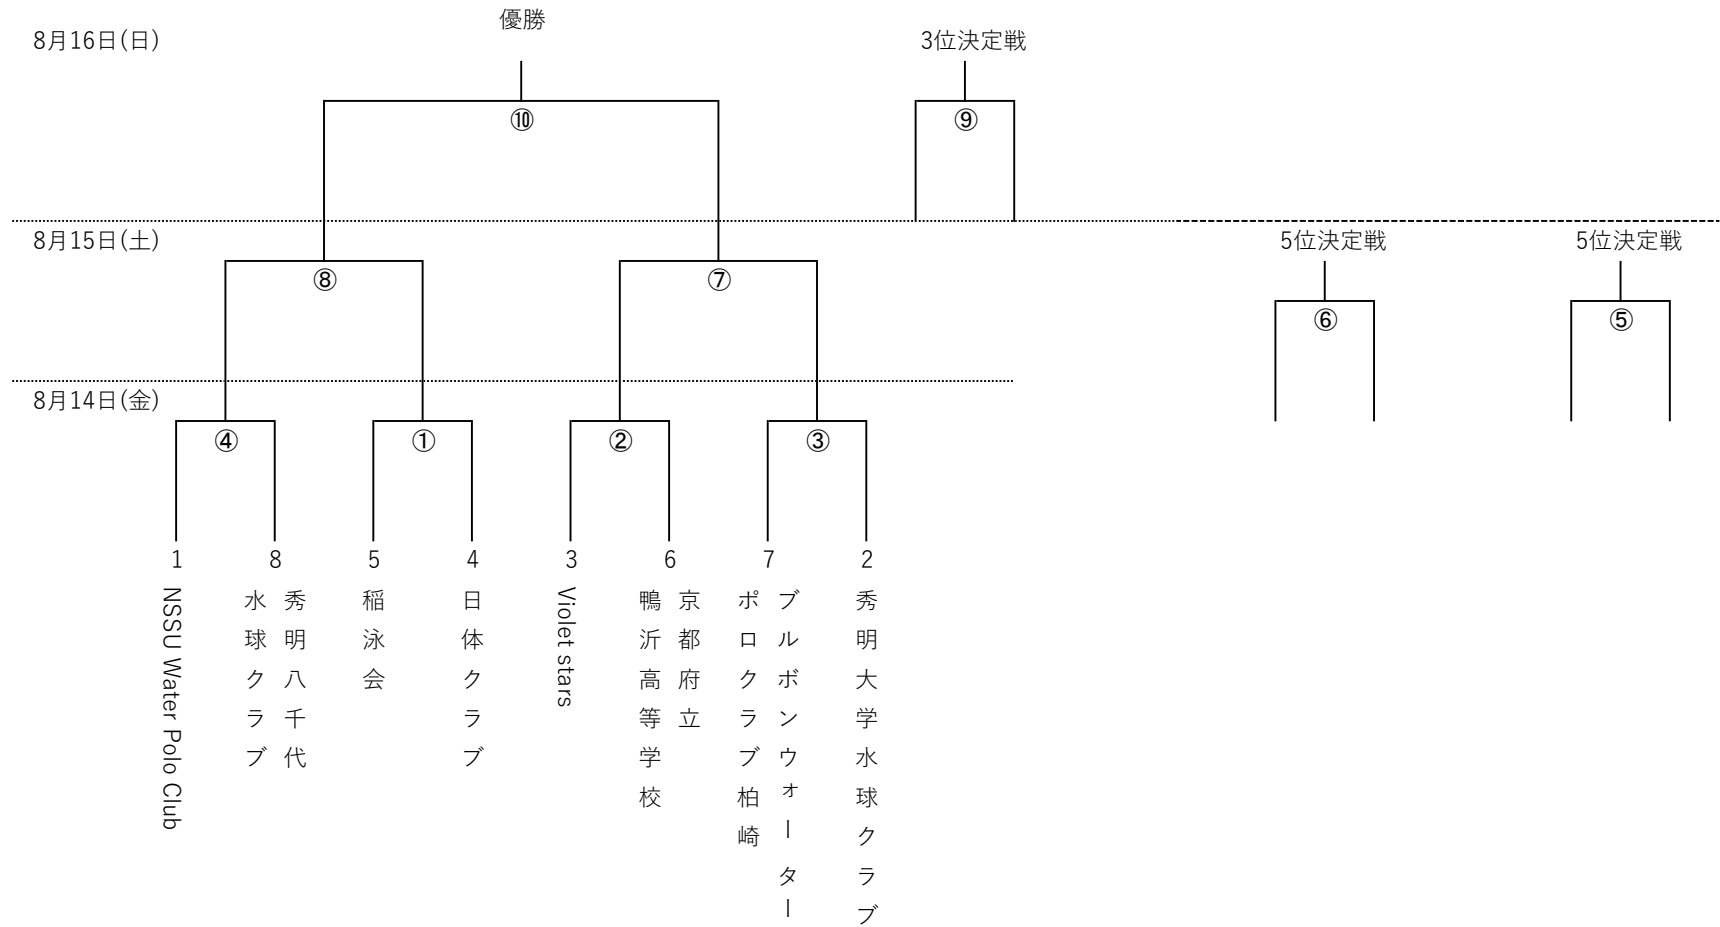 優勝
8月16日(日)
3位決定戦
⑩
⑨
8月15日(土)
5位決定戦
5位決定戦
⑧
⑦
⑥
⑤
8月14日(金)
④
①
②
③
1
8
5
4
3
6
7
2
NSSU Water Polo Club
秀明八千代
水球クラブ
稲泳会
日体クラブ
Violet stars
京都府立
鴨沂高等学校
ブルボンウォーター
ポロクラブ柏崎
秀明大学水球クラブ